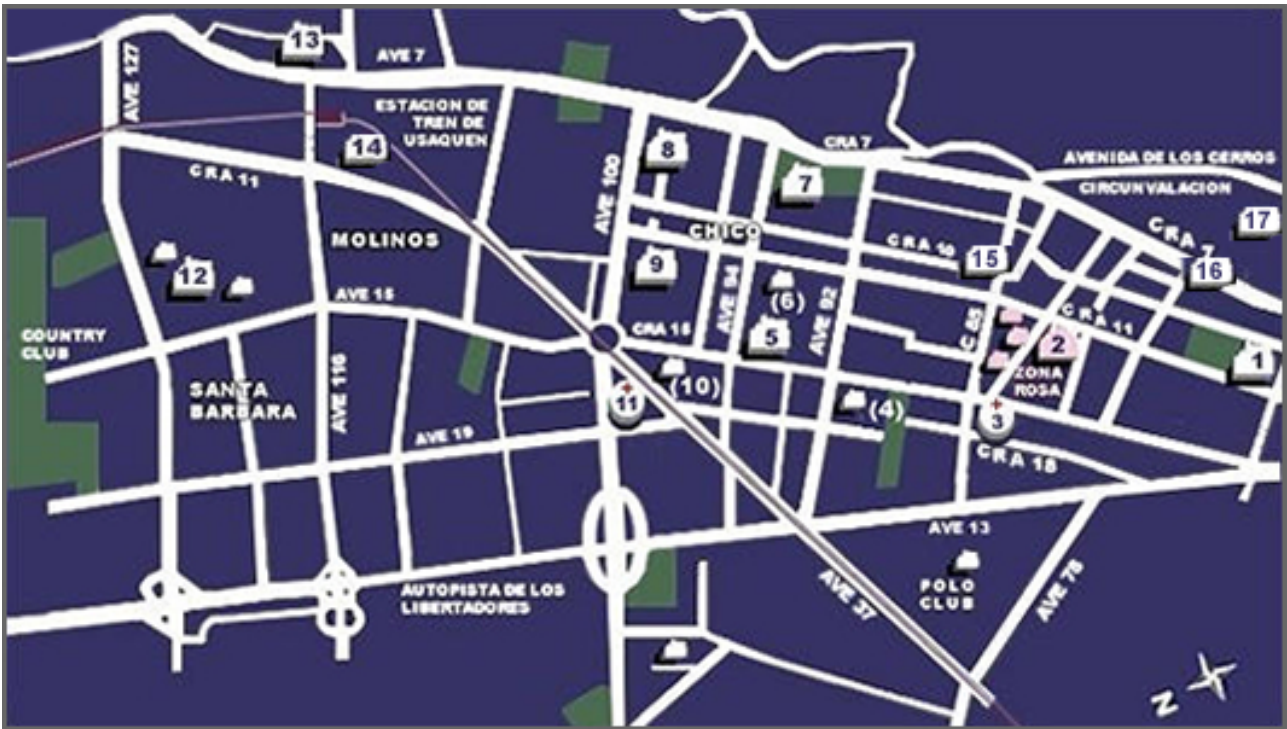 13
AVE 7
AVE 127
ESTACION DE
TREN DE
USAQUEN
14
8
CRA 7
AVENIDA DE LOS CERROS
CIRCUNVALACION
CRA 11
7
AVE 100
17
CRA 7
MOLINOS
CHICO
CRA 10
15
16
12
9
AVE 94
(6)
AVE 92
AVE 15
CRA 15
5
C 85
CRA 11
2
1
COUNTRY
CLUB
ZONA
ROSA
SANTA
BARBARA
AVE 116
(10)
11
(4)
3
AVE 19
CRA 18
AVE 13
AUTOPISTA DE LOS
LIBERTADORES
AVE 37
POLO
CLUB
AVE 78
N